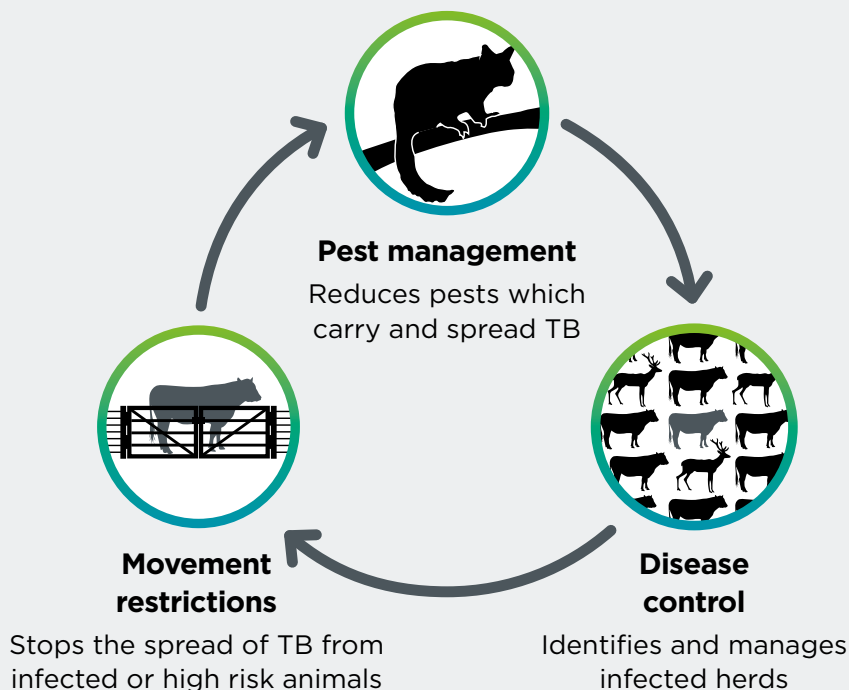 Pest management
Reduces pests which
carry and spread TB
Movement
restrictions
Stops the spread of TB from
infected or high risk animals
Disease
control
Identifies and manages
infected herds